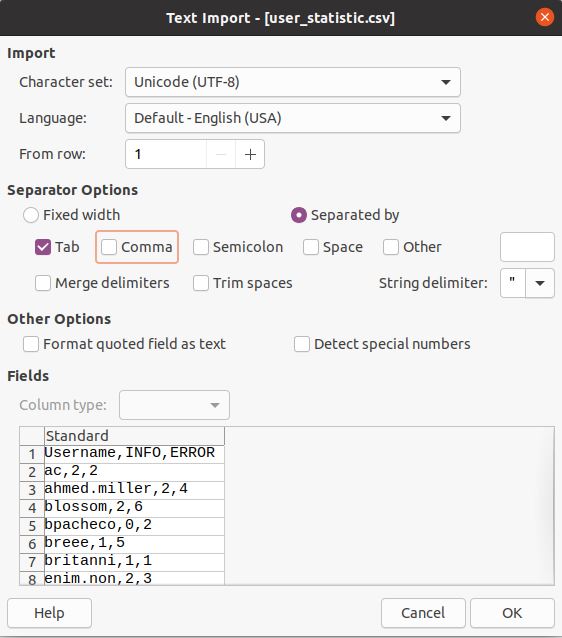 Text Import - [user_statistic.csv]
Import
Character set: Unicode (UTF-8)
Language: Default - English (USA)
From row: 1
Separator Options
Fixed width Separated by
Tab Comma Semicolon Space Other
Merge delimiters Trim spaces String delimiter: "
Other Options
Format quoted field as text Detect special numbers
Fields
Column type:
Standard
1 Username,INFO,ERROR
2 ac,2,2
3 ahmed.miller,2,4
4 blossom,2,6
5 bpacheco,0,2
6 breee,1,5
7 britanni,1,1
8 enim.non,2,3
Help Cancel OK